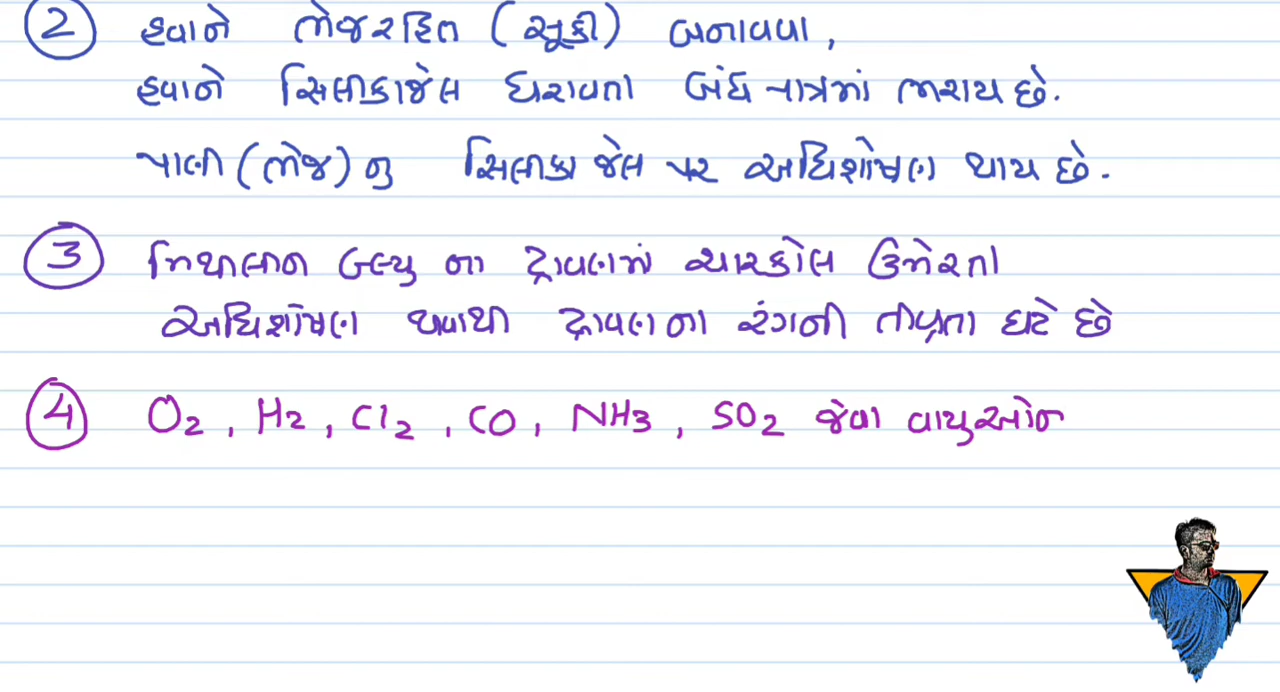 ② હવાને ભેજરહિત (સૂકી) બનાવવા,
હવાને સિલીકાજેલ ધરાવતા બંધ પાત્રમાં ભરાય છે.
પાણી (ભેજ) નુ સિલીકા જેલ પર અધિશોષણ થાય છે.
③ મિથાલીન બ્લ્યુ ના દ્રાવણમાં ચારકોલ ઉમેરતા
અધિશોષણ થવાથી દ્રાવણના રંગની તીવ્રતા ઘટે છે
④ O2, H2, Cl2, CO, NH3, SO2 જેવા વાયુઓન